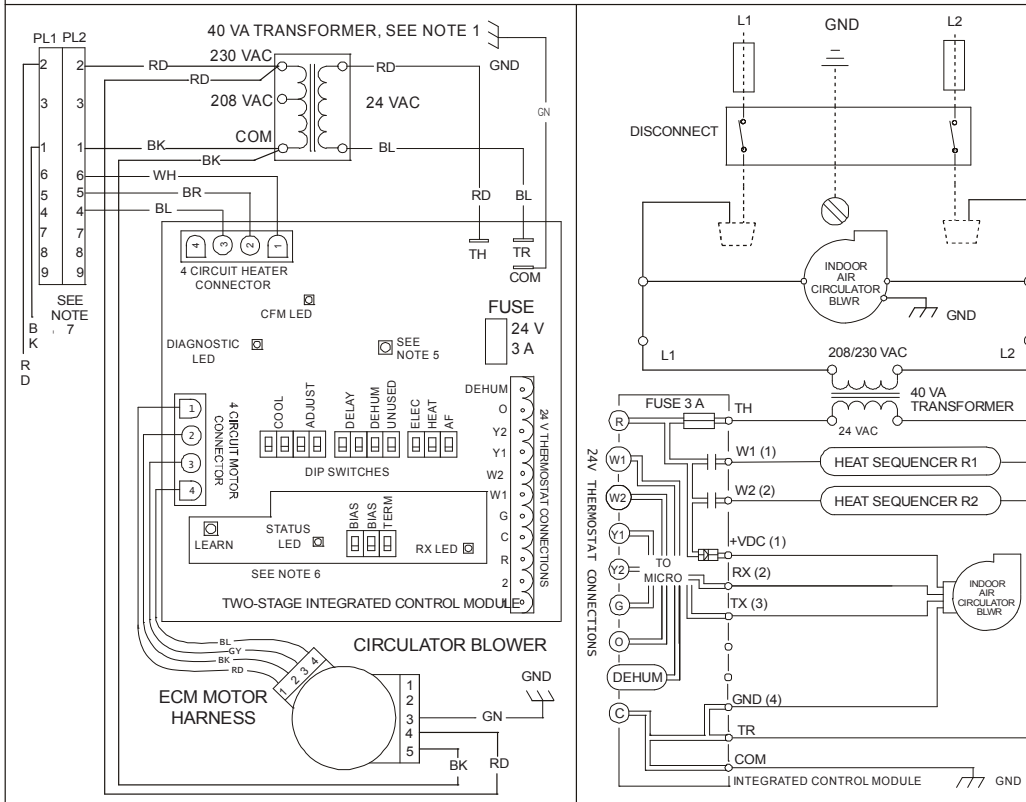 PL1 PL2
40 VA TRANSFORMER, SEE NOTE 1
GND
230 VAC
208 VAC
COM
24 VAC
RD
RD
RD
BK
BK
BL
GN
WH
BR
BL
RD
BL
2 2
3 3
1 1
6 6
5 5
4 4
7 7
8 8
9 9
SEE
NOTE
7
B
K
R
D
4 3 2 1
4 CIRCUIT HEATER
CONNECTOR
TH
TR
COM
CFM LED
DIAGNOSTIC
LED
SEE
NOTE 5
FUSE
24 V
3 A
1
2
3
4
4 CIRCUIT MOTOR
CONNECTOR
COOL
ADJUST
DELAY
DEHUM
UNUSED
ELEC
HEAT
AF
DIP SWITCHES
DEHUM
O
Y2
Y1
W2
W1
G
C
R
2
1
24V THERMOSTAT CONNECTIONS
LEARN
STATUS
LED
BIAS
BIAS
TERM
RX LED
SEE NOTE 6
TWO-STAGE INTEGRATED CONTROL MODULE
BL
GY
BK
RD
1 2 3 4
CIRCULATOR BLOWER
ECM MOTOR
HARNESS
1
2
3
4
5
GN
GND
BK
RD
L1
GND
L2
DISCONNECT
INDOOR
AIR
CIRCULATOR
BLWR
GND
L1
208/230 VAC
L2
40 VA
TRANSFORMER
24 VAC
FUSE 3 A
TH
R
W1
W2
Y1
Y2
G
O
DEHUM
C
24V THERMOSTAT CONNECTIONS
W1 (1)
HEAT SEQUENCER R1
W2 (2)
HEAT SEQUENCER R2
+VDC (1)
TO
MICRO
RX (2)
TX (3)
INDOOR
AIR
CIRCULATOR
BLWR
GND (4)
TR
COM
INTEGRATED CONTROL MODULE
GND